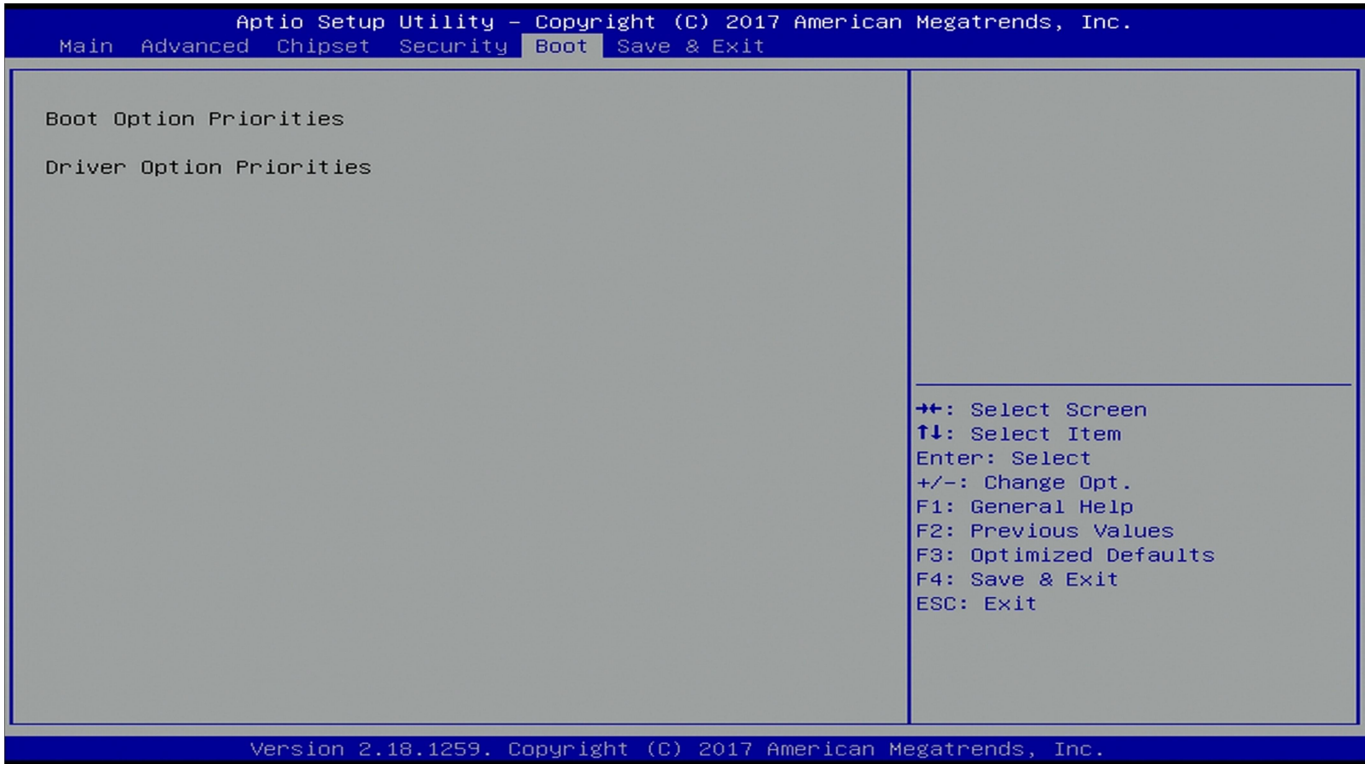 Aptio Setup Utility – Copyright (C) 2017 American Megatrends, Inc.
Main Advanced Chipset Security Boot Save & Exit
Boot Option Priorities
Driver Option Priorities
→←: Select Screen
↑↓: Select Item
Enter: Select
+/-: Change Opt.
F1: General Help
F2: Previous Values
F3: Optimized Defaults
F4: Save & Exit
ESC: Exit
Version 2.18.1259. Copyright (C) 2017 American Megatrends, Inc.